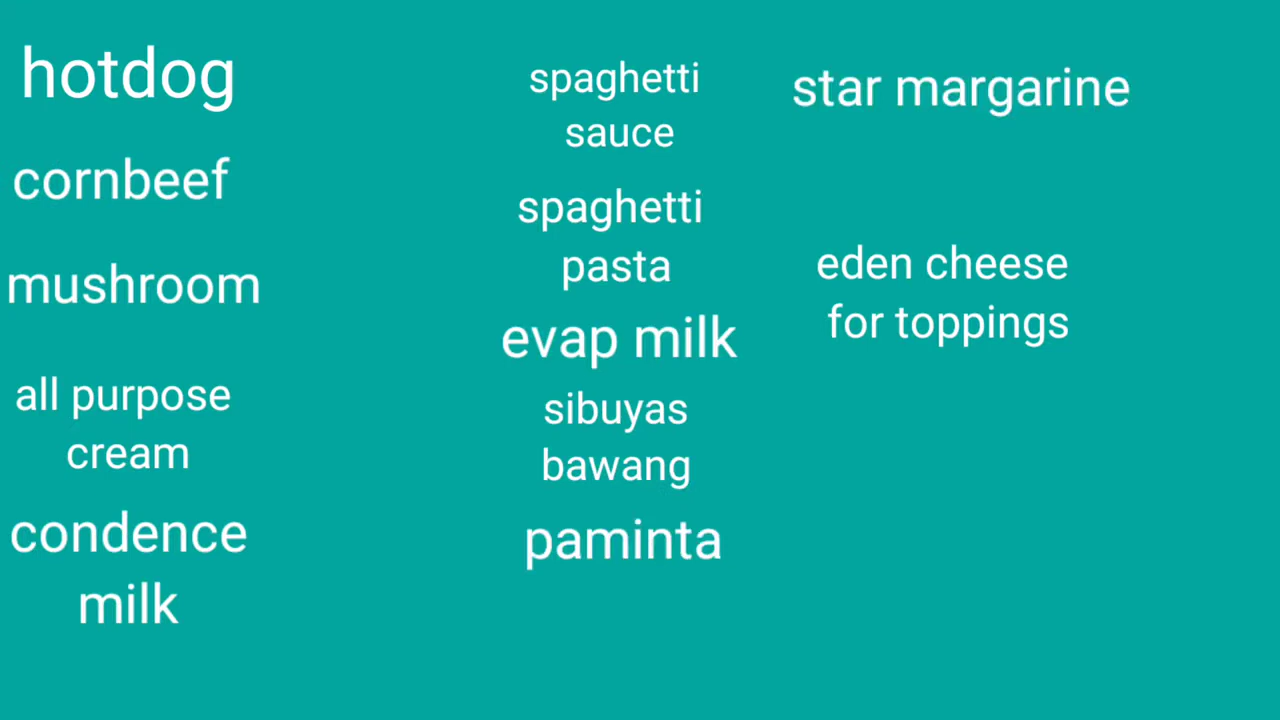 hotdog
cornbeef
mushroom
all purpose
cream
condence
milk
spaghetti
sauce
spaghetti
pasta
evap milk
sibuyas
bawang
paminta
star margarine
eden cheese
for toppings